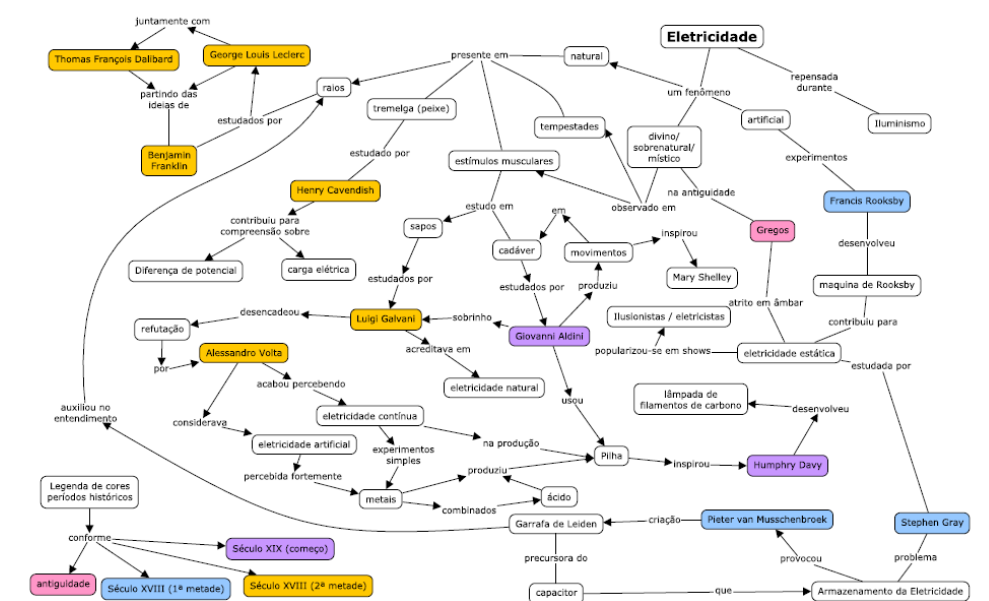 juntamente com
Eletricidade
Thomas François Dalibard
George Louis Leclerc
presente em
natural
repensada
durante
raios
partindo das
ideias de
um fenômeno
tremelga (peixe)
estudados por
tempestades
artificial
Iluminismo
divino/
sobrenatural/
místico
Benjamin
Franklin
estudado por
estímulos musculares
experimentos
Henry Cavendish
na antiguidade
Francis Rooksby
estudo em
em
observado em
contribuiu para
compreensão sobre
sapos
inspirou
Gregos
cadáver
movimentos
desenvolveu
Diferença de potencial
carga elétrica
Mary Shelley
estudados por
estudados por
produziu
maquina de Rooksby
atrito em âmbar
desencadeou
Luigi Galvani
sobrinho
Ilusionistas / eletricistas
contribuiu para
refutação
Giovanni Aldini
acreditava em
popularizou-se em shows
eletricidade estática
Alessandro Volta
por
estudada por
acabou percebendo
eletricidade natural
lâmpada de
filamentos de carbono
usou
auxiliou no
entendimento
considerava
eletricidade contínua
desenvolveu
eletricidade artificial
experimentos
simples
na produção
Pilha
inspirou
Humphry Davy
percebida fortemente
produziu
Legenda de cores
períodos históricos
metais
ácido
combinados
Garrafa de Leiden
criação
Pieter van Musschenbroek
Stephen Gray
conforme
Século XIX (começo)
precursora do
provocou
problema
antiguidade
Século XVIII (1ª metade)
Século XVIII (2ª metade)
capacitor
que
Armazenamento da Eletricidade